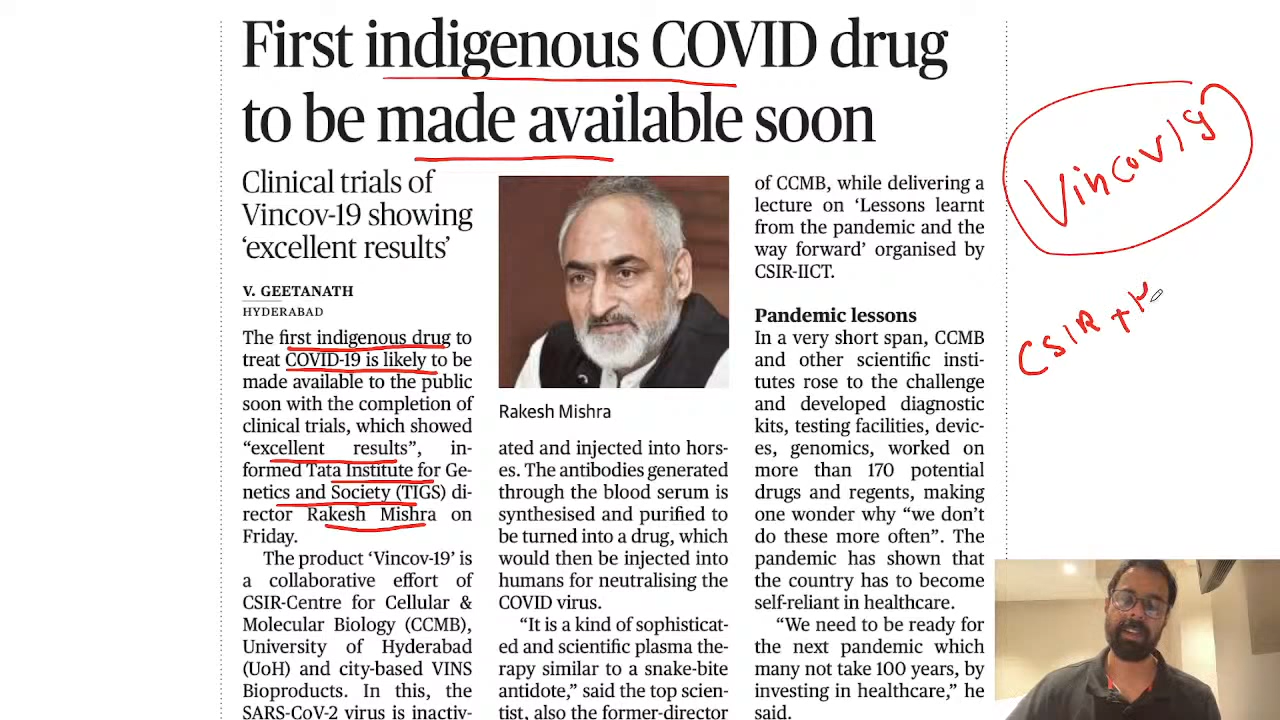 First indigenous COVID drug
to be made available soon
Clinical trials of
Vincov-19 showing
‘excellent results’
V. GEETANATH
HYDERABAD
The first indigenous drug to
treat COVID-19 is likely to be
made available to the public
soon with the completion of
clinical trials, which showed
“excellent results”, in-
formed Tata Institute for Ge-
netics and Society (TIGS) di-
rector Rakesh Mishra on
Friday.
The product ‘Vincov-19’ is
a collaborative effort of
CSIR-Centre for Cellular &
Molecular Biology (CCMB),
University of Hyderabad
(UoH) and city-based VINS
Bioproducts. In this, the
SARS-CoV-2 virus is inactiv-
Rakesh Mishra
ated and injected into hors-
es. The antibodies generated
through the blood serum is
synthesised and purified to
be turned into a drug, which
would then be injected into
humans for neutralising the
COVID virus.
“It is a kind of sophisticat-
ed and scientific plasma the-
rapy similar to a snake-bite
antidote,” said the top scien-
tist, also the former-director
of CCMB, while delivering a
lecture on ‘Lessons learnt
from the pandemic and the
way forward’ organised by
CSIR-IICT.
Pandemic lessons
In a very short span, CCMB
and other scientific insti-
tutes rose to the challenge
and developed diagnostic
kits, testing facilities, devic-
es, genomics, worked on
more than 170 potential
drugs and regents, making
one wonder why “we don’t
do these more often”. The
pandemic has shown that
the country has to become
self-reliant in healthcare.
“We need to be ready for
the next pandemic which
many not take 100 years, by
investing in healthcare,” he
said.
Vincov19
CSIR +